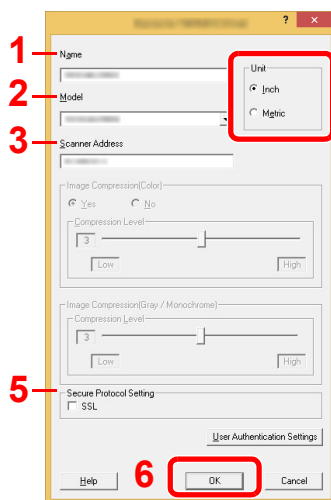 ? x
1 Name
Unit
Inch
Metric
2 Model
3 Scanner Address
Image Compression(Color)
Yes No
Compression Level
3
Low High
Image Compression(Gray / Monochrome)
Compression Level
3
Low High
5 Secure Protocol Setting
SSL
User Authentication Settings
Help 6 OK Cancel